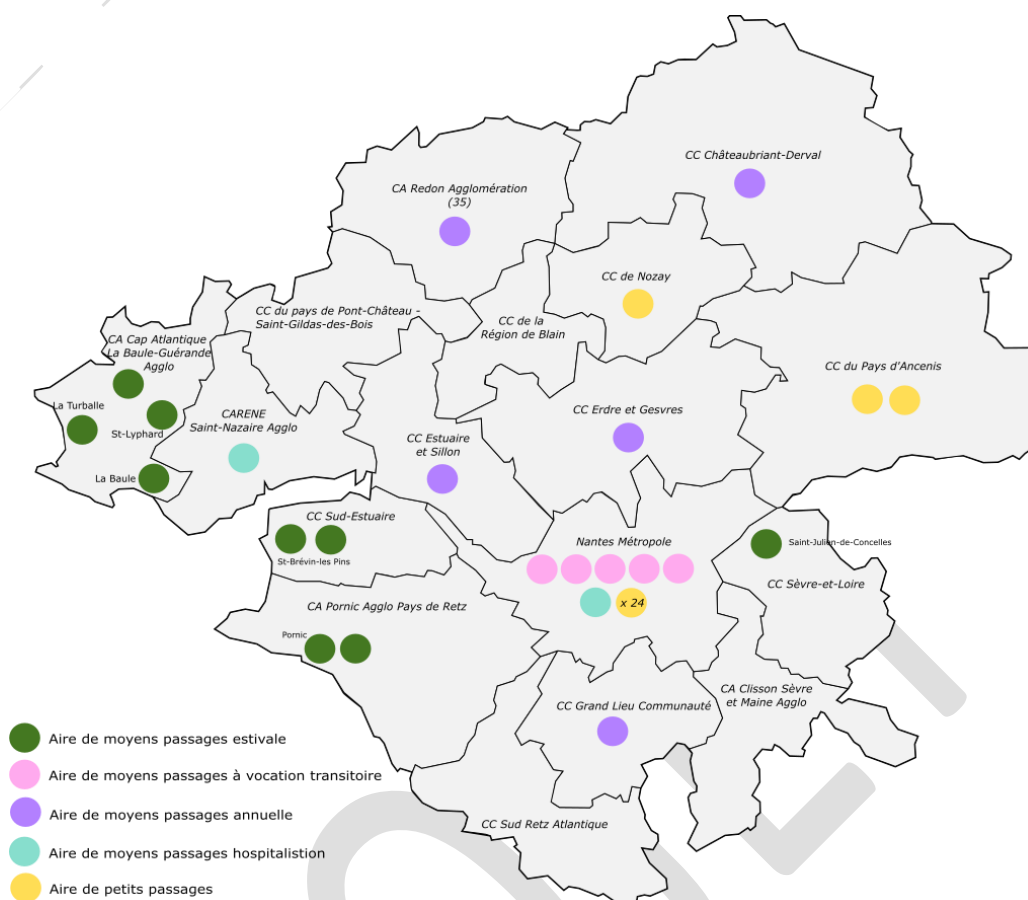 CC Châteaubriant-Derval
CA Redon Agglomération
(35)
CC de Nozay
CC du pays de Pont-Château -
Saint-Gildas-des-Bois
CC de la
Région de Blain
CA Cap Atlantique
La Baule-Guérande
Agglo
CC du Pays d'Ancenis
La Turballe
St-Lyphard
CARENE
Saint-Nazaire Agglo
CC Erdre et Gesvres
CC Estuaire
et Sillon
La Baule
CC Sud-Estuaire
St-Brévin-les Pins
Nantes Métropole
x 24
Saint-Julien-de-Concelles
CC Sèvre-et-Loire
CA Pornic Agglo Pays de Retz
Pornic
CA Clisson Sèvre
et Maine Agglo
CC Grand Lieu Communauté
CC Sud Retz Atlantique
Aire de moyens passages estivale
Aire de moyens passages à vocation transitoire
Aire de moyens passages annuelle
Aire de moyens passages hospitalistion
Aire de petits passages